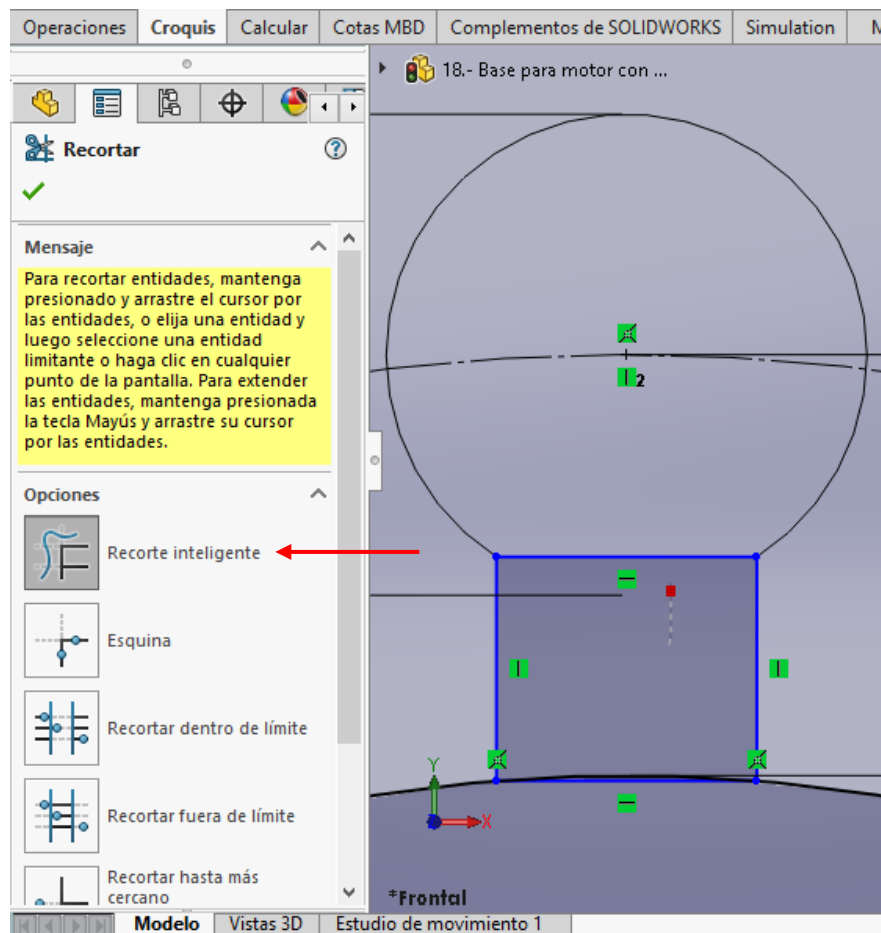 Operaciones Croquis Calcular Cotas MBD Complementos de SOLIDWORKS Simulation M
18.- Base para motor con ...
Recortar
Mensaje
Para recortar entidades, mantenga
presionado y arrastre el cursor por
las entidades, o elija una entidad y
luego seleccione una entidad
limitante o haga clic en cualquier
punto de la pantalla. Para extender
las entidades, mantenga presionada
la tecla Mayús y arrastre su cursor
por las entidades.
Opciones
Recorte inteligente
Esquina
Recortar dentro de límite
Recortar fuera de límite
Recortar hasta más
cercano
2
Y
X
*Frontal
Modelo Vistas 3D Estudio de movimiento 1